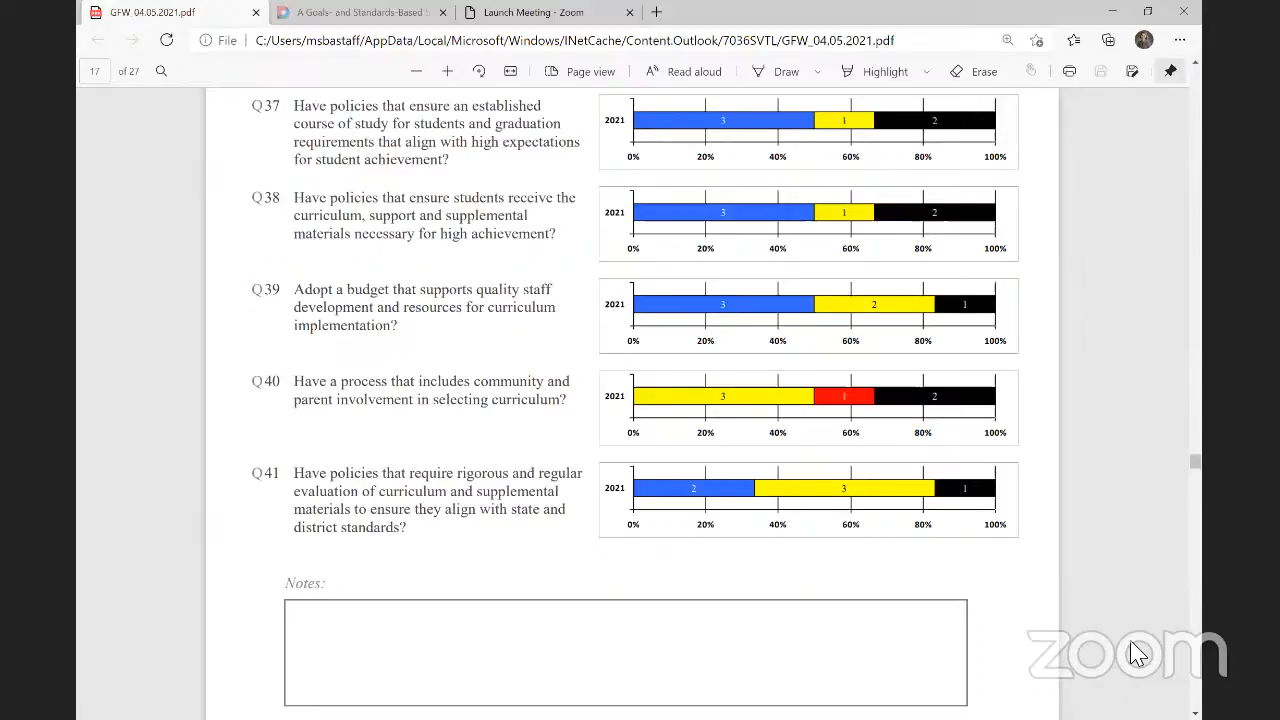 GFW_04.05.2021.pdf
A Goals- and Standards-Based S
Launch Meeting - Zoom
File
C:/Users/msbastaff/AppData/Local/Microsoft/Windows/INetCache/Content.Outlook/7036SVTL/GFW_04.05.2021.pdf
17 of 27
Page view
Read aloud
raw
Highlight
Erase
Q37 Have policies that ensure an established
course of study for students and graduation
requirements that align with high expectations
for student achievement?
2021 3 1 2
0% 20% 40% 60% 80% 100%
Q38 Have policies that ensure students receive the
curriculum, support and supplemental
materials necessary for high achievement?
2021 3 1 2
0% 20% 40% 60% 80% 100%
Q39 Adopt a budget that supports quality staff
development and resources for curriculum
implementation?
2021 3 2 1
0% 20% 40% 60% 80% 100%
Q40 Have a process that includes community and
parent involvement in selecting curriculum?
2021 3 1 2
0% 20% 40% 60% 80% 100%
Q41 Have policies that require rigorous and regular
evaluation of curriculum and supplemental
materials to ensure they align with state and
district standards?
2021 2 3 1
0% 20% 40% 60% 80% 100%
Notes:
zoom